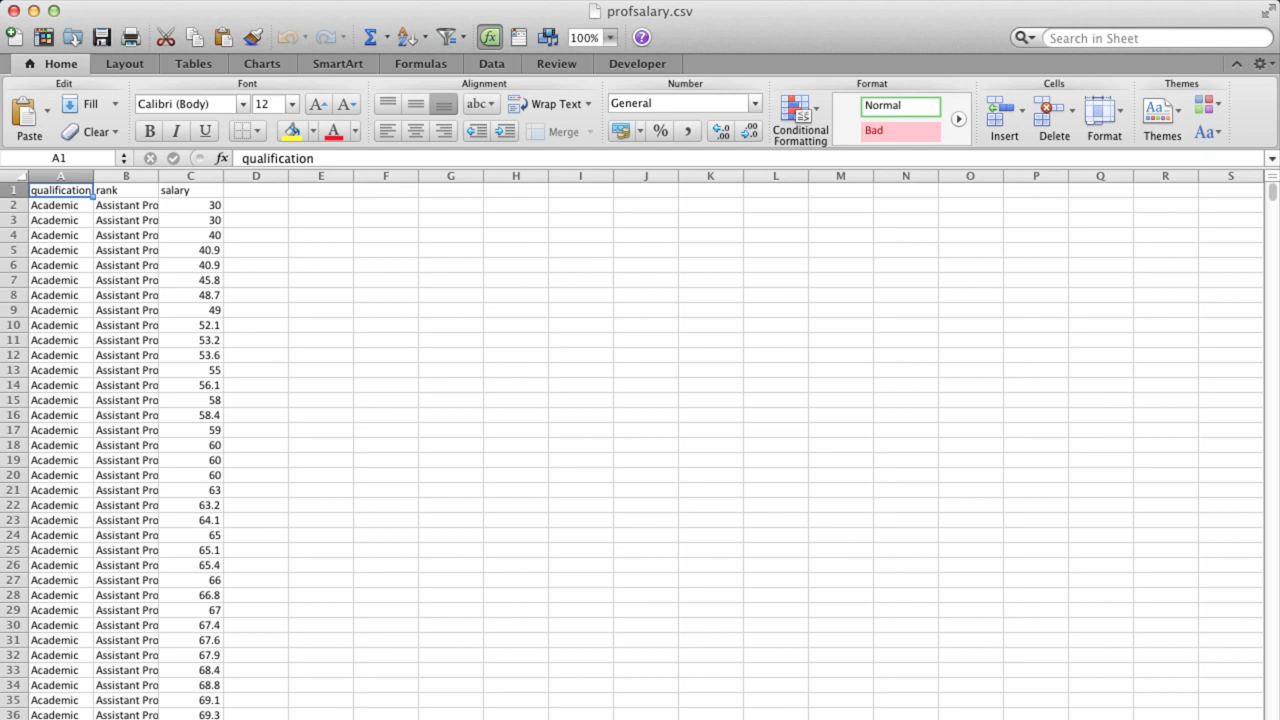 profsalary.csv
100%
Search in Sheet
Home Layout Tables Charts SmartArt Formulas Data Review Developer
Edit Font Alignment Number Format Cells Themes
Paste Fill Clear
Calibri (Body) 12
B I U A A A
abc Wrap Text Merge
General
%
Conditional Formatting
Normal
Bad
Insert Delete Format
Themes Aa
A1 fx qualification
A B C D E F G H I J K L M N O P Q R S
1 qualification rank salary
2 Academic Assistant Pro 30
3 Academic Assistant Pro 30
4 Academic Assistant Pro 40
5 Academic Assistant Pro 40.9
6 Academic Assistant Pro 40.9
7 Academic Assistant Pro 45.8
8 Academic Assistant Pro 48.7
9 Academic Assistant Pro 49
10 Academic Assistant Pro 52.1
11 Academic Assistant Pro 53.2
12 Academic Assistant Pro 53.6
13 Academic Assistant Pro 55
14 Academic Assistant Pro 56.1
15 Academic Assistant Pro 58
16 Academic Assistant Pro 58.4
17 Academic Assistant Pro 59
18 Academic Assistant Pro 60
19 Academic Assistant Pro 60
20 Academic Assistant Pro 60
21 Academic Assistant Pro 63
22 Academic Assistant Pro 63.2
23 Academic Assistant Pro 64.1
24 Academic Assistant Pro 65
25 Academic Assistant Pro 65.1
26 Academic Assistant Pro 65.4
27 Academic Assistant Pro 66
28 Academic Assistant Pro 66.8
29 Academic Assistant Pro 67
30 Academic Assistant Pro 67.4
31 Academic Assistant Pro 67.6
32 Academic Assistant Pro 67.9
33 Academic Assistant Pro 68.4
34 Academic Assistant Pro 68.8
35 Academic Assistant Pro 69.1
36 Academic Assistant Pro 69.3